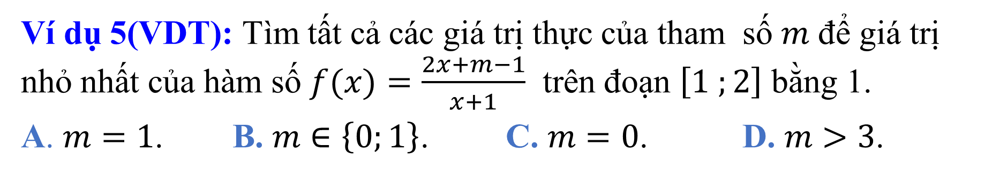 Ví dụ 5(VDT): Tìm tất cả các giá trị thực của tham số m để giá trị
nhỏ nhất của hàm số f(x) = \frac{2x+m−1}{x+1} trên đoạn [1 ; 2] bằng 1.
A. m = 1. B. m ∈ {0; 1}. C. m = 0. D. m > 3.